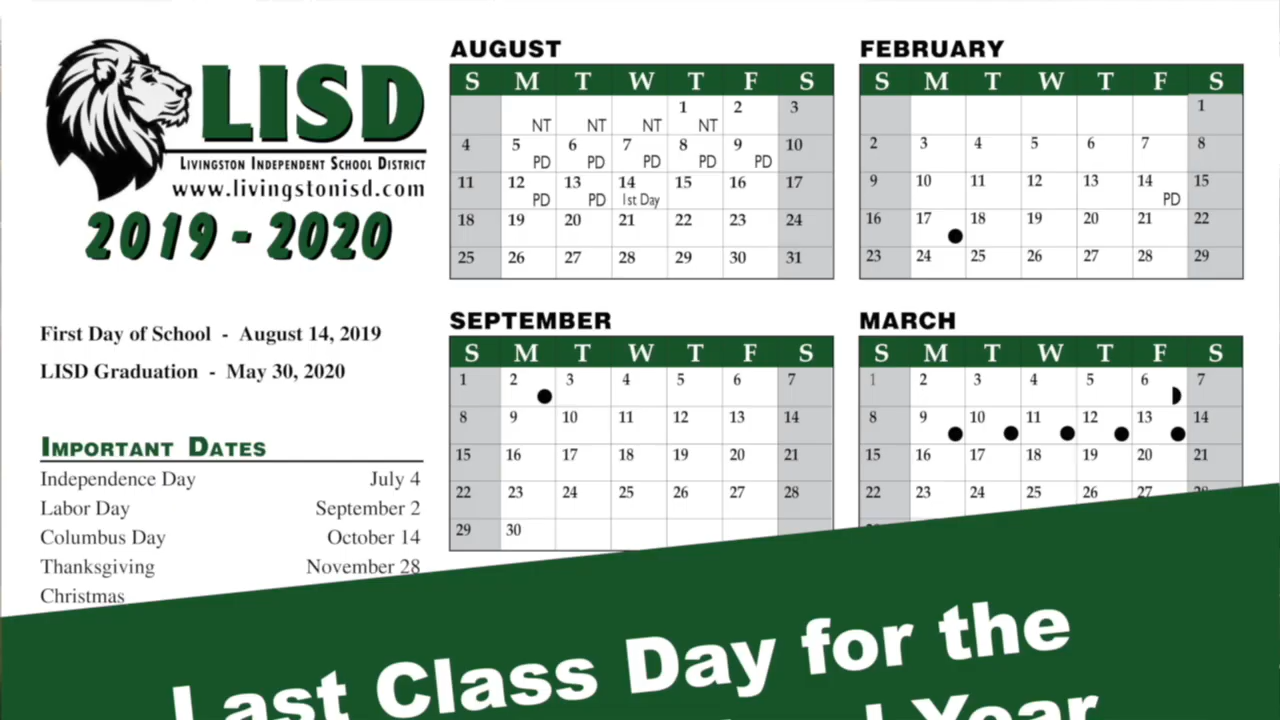 LISD
LIVINGSTON INDEPENDENT SCHOOL DISTRICT
www.livingstonisd.com
2019 - 2020
First Day of School - August 14, 2019
LISD Graduation - May 30, 2020
IMPORTANT DATES
Independence Day July 4
Labor Day September 2
Columbus Day October 14
Thanksgiving November 28
Christmas
AUGUST
S M T W T F S
1 2 3
NT NT NT NT
4 5 6 7 8 9 10
PD PD PD PD PD
11 12 13 14 15 16 17
PD PD 1st Day
18 19 20 21 22 23 24
25 26 27 28 29 30 31
SEPTEMBER
S M T W T F S
1 2 3 4 5 6 7
8 9 10 11 12 13 14
15 16 17 18 19 20 21
22 23 24 25 26 27 28
29 30
FEBRUARY
S M T W T F S
1
2 3 4 5 6 7 8
9 10 11 12 13 14 15
PD
16 17 18 19 20 21 22
23 24 25 26 27 28 29
MARCH
S M T W T F S
1 2 3 4 5 6 7
8 9 10 11 12 13 14
15 16 17 18 19 20 21
22 23 24 25 26 27
Last Class Day for the
Year